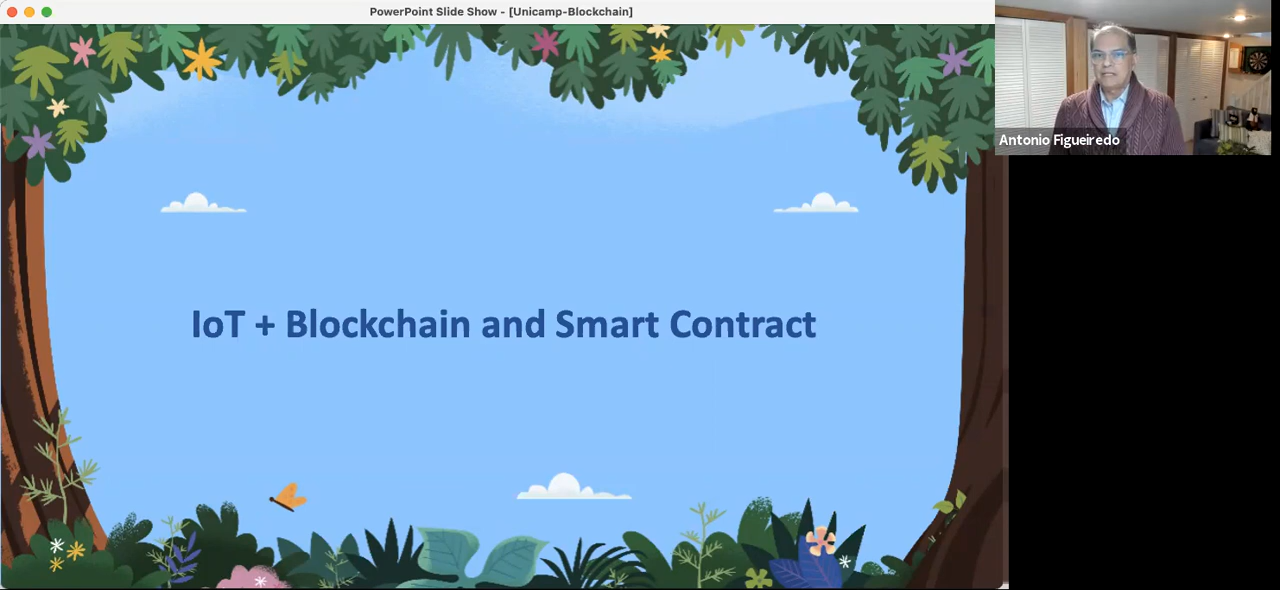 PowerPoint Slide Show - [Unicamp-Blockchain]
Antonio Figueiredo
IoT + Blockchain and Smart Contract